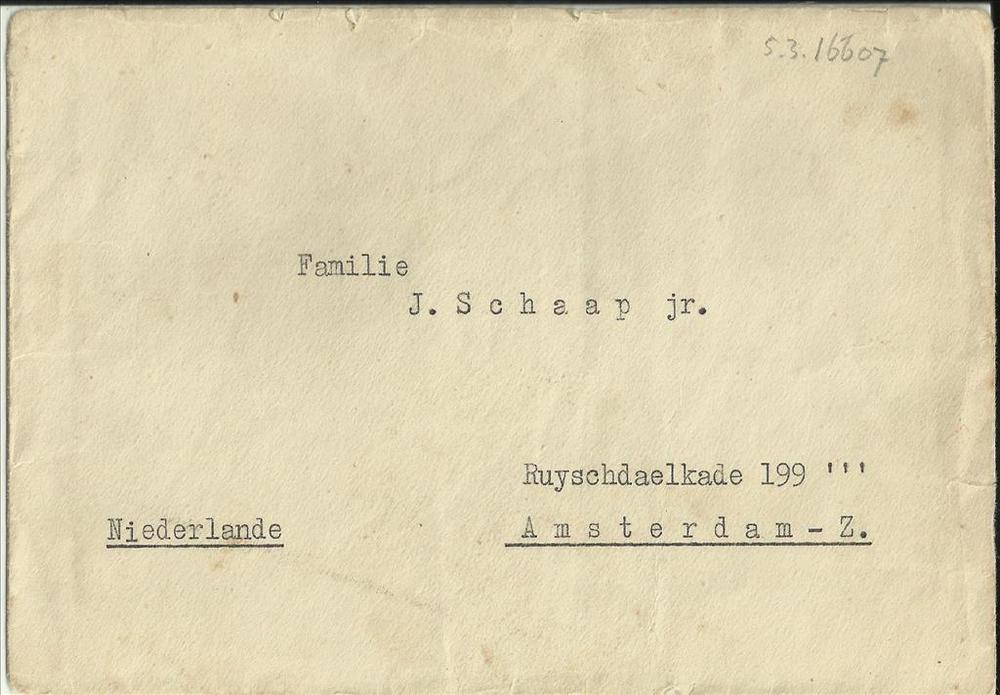 5.3.16607
Familie
J. Schaap jr.
Ruyschdaelkade 199 '''
Niederlande
Amsterdam - Z.